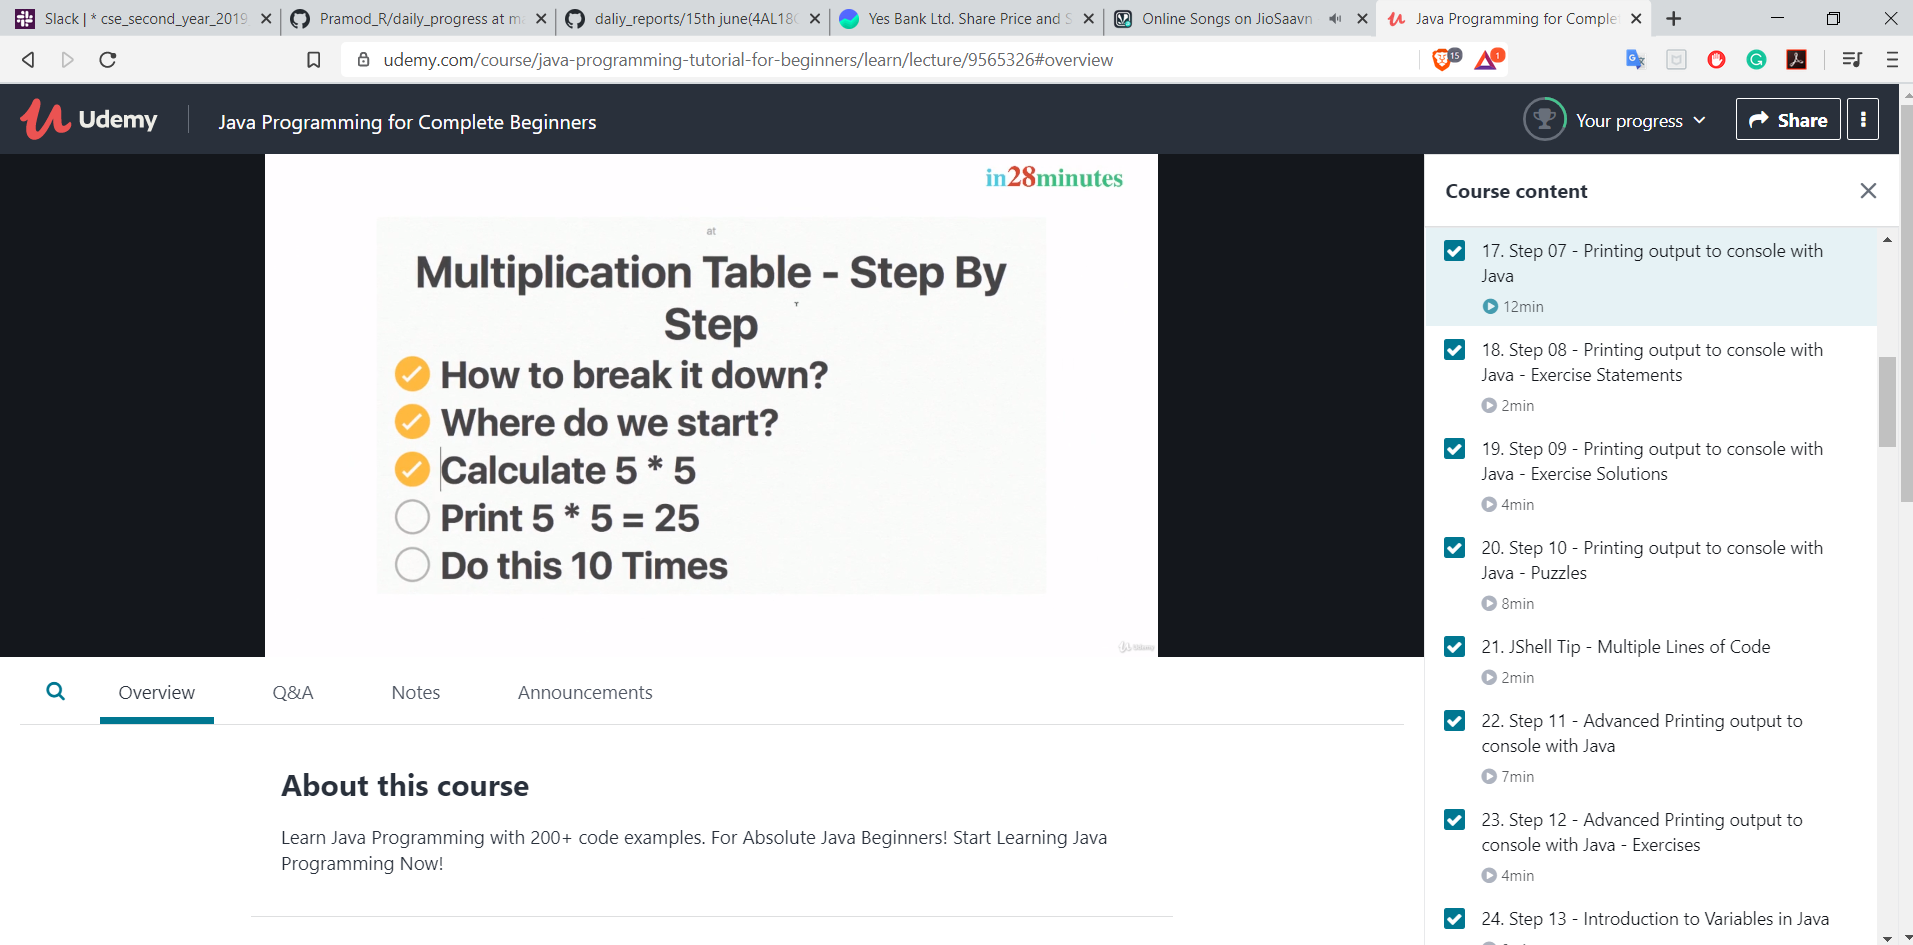 Slack | * cse_second_year_2019
Pramod_R/daily_progress at ma
daliy_reports/15th june(4AL18C
Yes Bank Ltd. Share Price and S
Online Songs on JioSaavn
Java Programming for Complet
udemy.com/course/java-programming-tutorial-for-beginners/learn/lecture/9565326#overview
15
1
Udemy
Java Programming for Complete Beginners
Your progress
Share
in28minutes
at
Multiplication Table - Step By
Step
How to break it down?
Where do we start?
Calculate 5 * 5
Print 5 * 5 = 25
Do this 10 Times
Udemy
Course content
17. Step 07 - Printing output to console with
Java
12min
18. Step 08 - Printing output to console with
Java - Exercise Statements
2min
19. Step 09 - Printing output to console with
Java - Exercise Solutions
4min
20. Step 10 - Printing output to console with
Java - Puzzles
8min
21. JShell Tip - Multiple Lines of Code
2min
22. Step 11 - Advanced Printing output to
console with Java
7min
23. Step 12 - Advanced Printing output to
console with Java - Exercises
4min
24. Step 13 - Introduction to Variables in Java
Overview
Q&A
Notes
Announcements
About this course
Learn Java Programming with 200+ code examples. For Absolute Java Beginners! Start Learning Java
Programming Now!